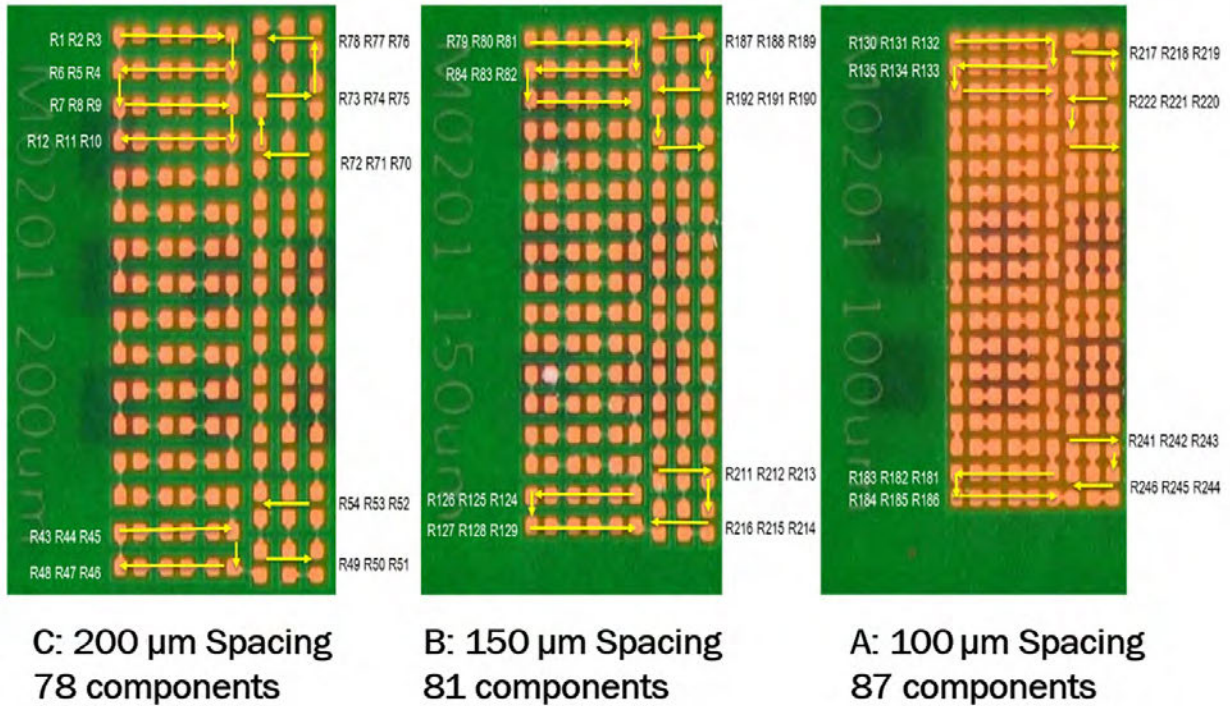 R1 R2 R3
R6 R5 R4
R7 R8 R9
R12 R11 R10
R43 R44 R45
R48 R47 R46
M0201 200um
R78 R77 R76
R73 R74 R75
R72 R71 R70
R54 R53 R52
R49 R50 R51
R79 R80 R81
R84 R83 R82
R126 R125 R124
R127 R128 R129
M0201 150um
R187 R188 R189
R192 R191 R190
R211 R212 R213
R216 R215 R214
R130 R131 R132
R135 R134 R133
R183 R182 R181
R184 R185 R186
M0201 100um
R217 R218 R219
R222 R221 R220
R241 R242 R243
R246 R245 R244
C: 200 µm Spacing
78 components
B: 150 µm Spacing
81 components
A: 100 µm Spacing
87 components